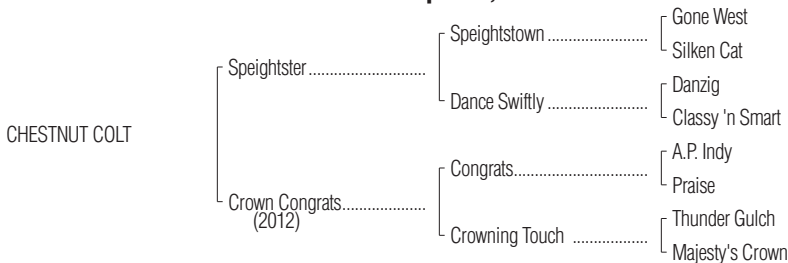 Gone West
Speightstown ....................
Silken Cat
Speightster ...........................
Danzig
Dance Swiftly ....................
Classy 'n Smart
CHESTNUT COLT
A.P. Indy
Congrats...........................
Praise
Crown Congrats...................
(2012)
Thunder Gulch
Crowning Touch ...............
Majesty's Crown